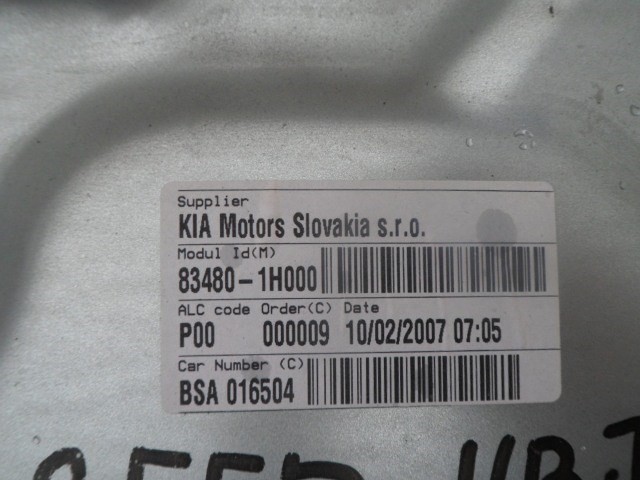 Supplier
KIA Motors Slovakia s.r.o.
Modul Id(M)
83480-1H000
ALC code Order(C) Date
P00 000009 10/02/2007 07:05
Car Number (C)
BSA 016504